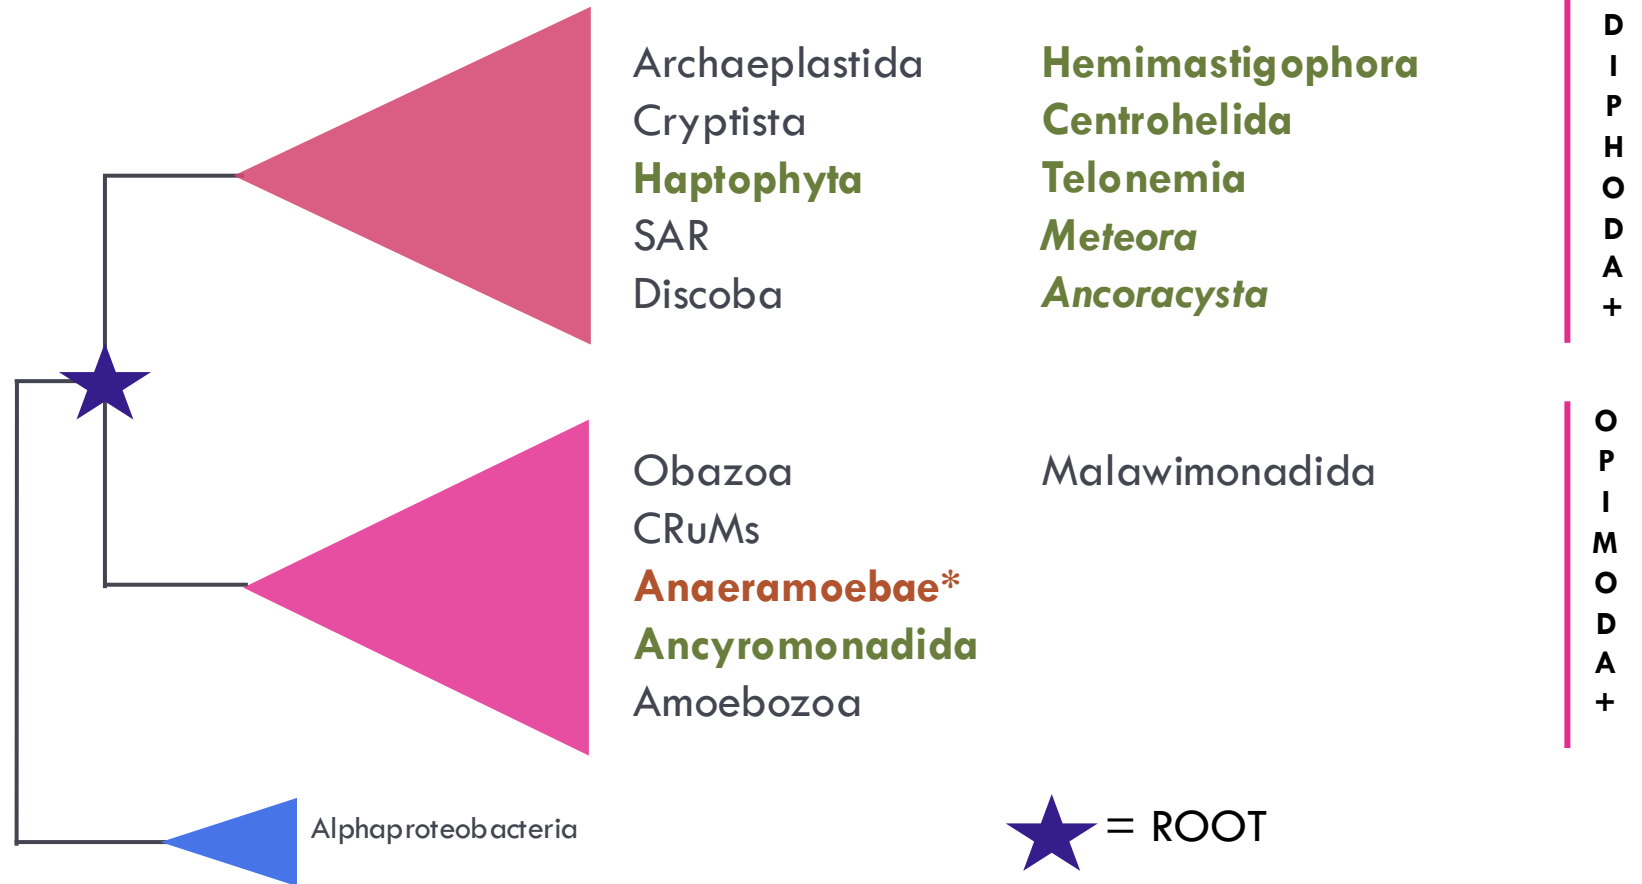 Archaeplastida
Cryptista
Haptophyta
SAR
Discoba
Hemimastigophora
Centrohelida
Telonemia
Meteora
Ancoracysta
DIPHODA+
Obazoa
CRuMs
Anaeramoebae*
Ancyromonadida
Amoebozoa
Malawimonadida
OPIMODA+
Alphaproteobacteria
= ROOT